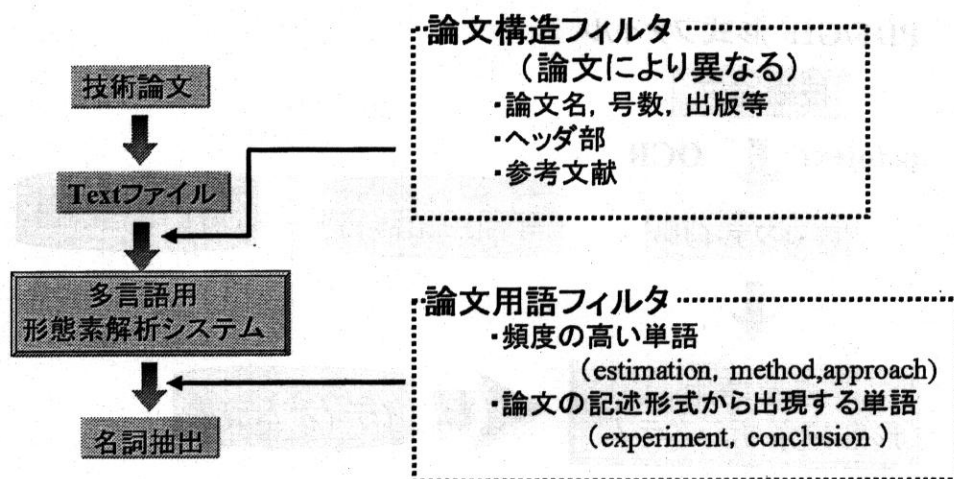 技術論文
Textファイル
多言語用
形態素解析システム
名詞抽出
論文構造フィルタ
(論文により異なる)
・論文名, 号数, 出版等
・ヘッダ部
・参考文献
論文用語フィルタ
・頻度の高い単語
(estimation, method,approach)
・論文の記述形式から出現する単語
(experiment, conclusion )